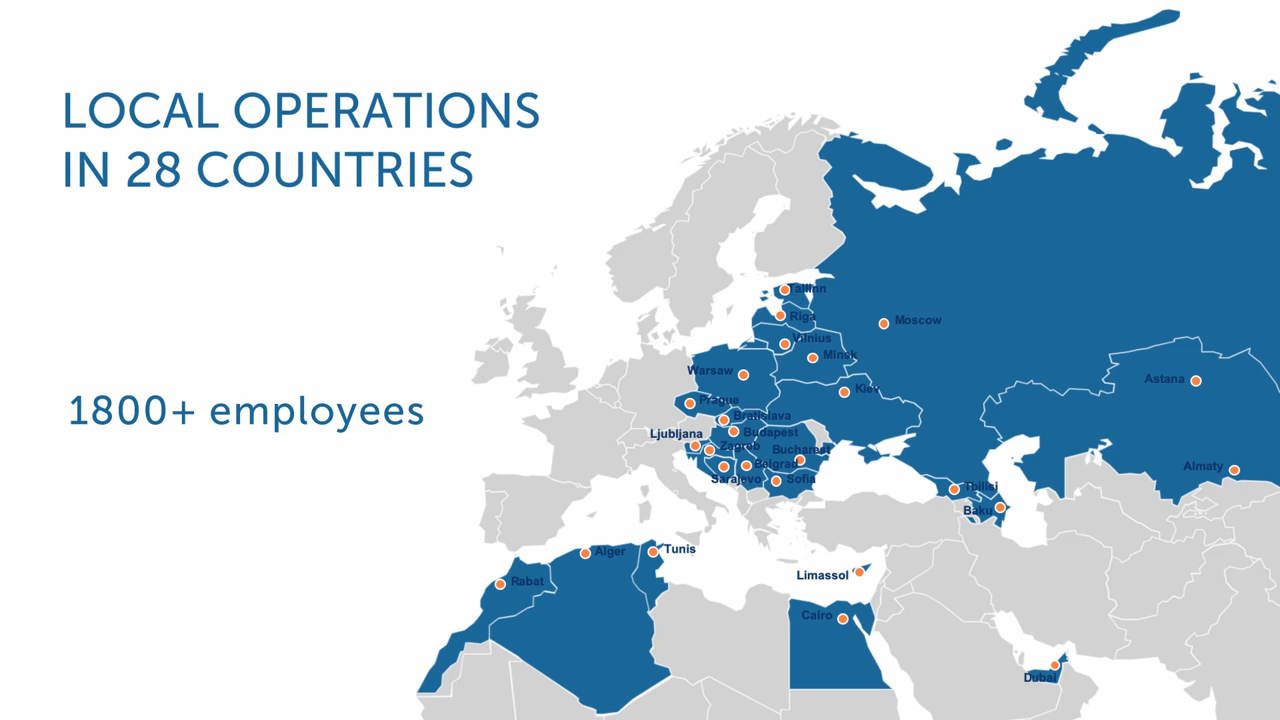 LOCAL OPERATIONS
IN 28 COUNTRIES
1800+ employees
Tallinn
Riga
Moscow
Vilnius
Minsk
Warsaw
Astana
Kiev
Prague
Bratislava
Ljubljana
Budapest
Zagreb
Bucharest
Belgrad
Almaty
Sarajevo
Sofia
Tbilisi
Baku
Alger
Tunis
Limassol
Rabat
Cairo
Dubai